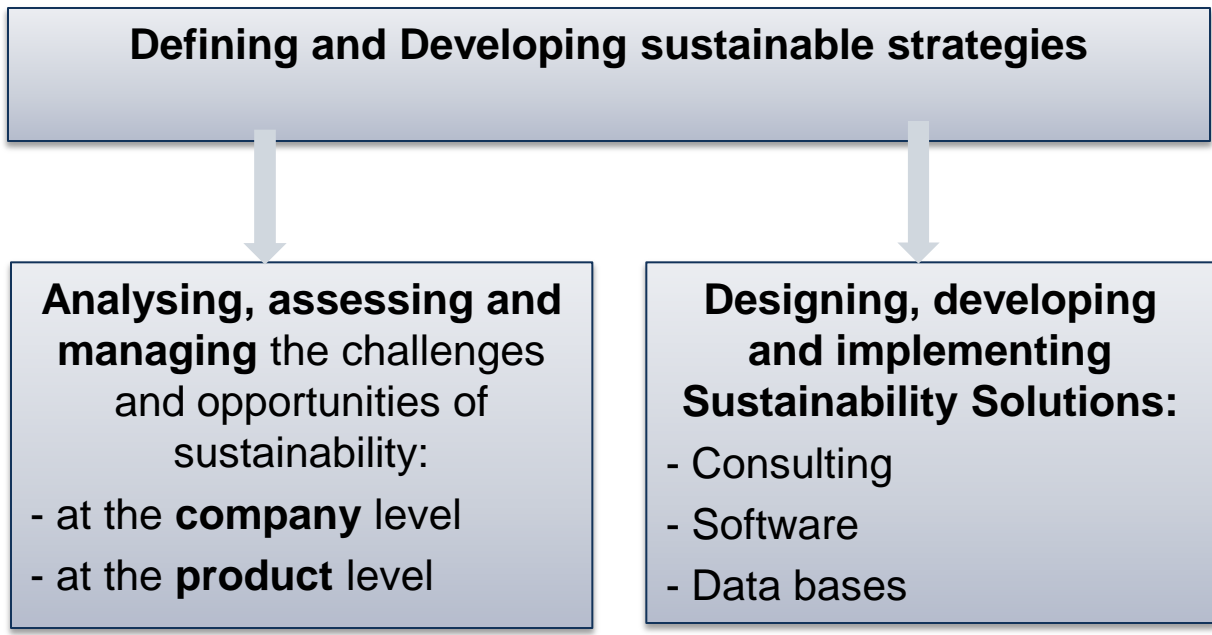 Defining and Developing sustainable strategies
Analysing, assessing and
managing the challenges
and opportunities of
sustainability:
- at the company level
- at the product level
Designing, developing
and implementing
Sustainability Solutions:
- Consulting
- Software
- Data bases